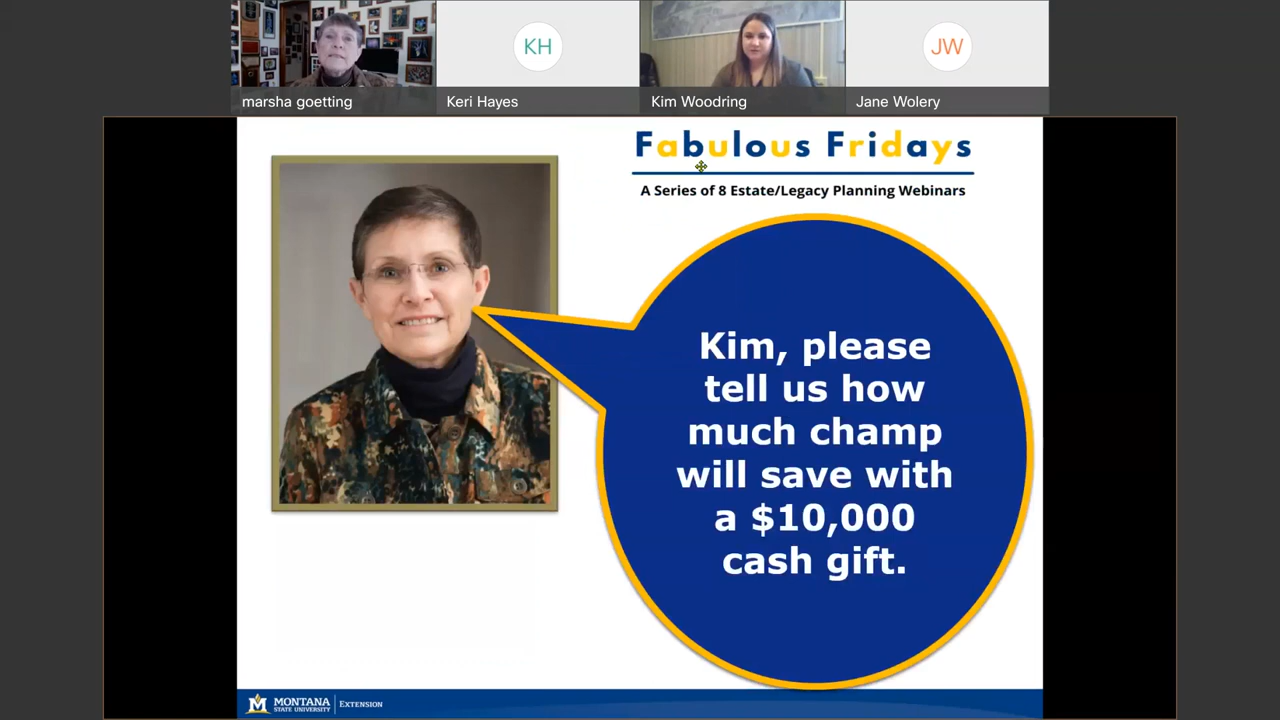 KH
JW
marsha goetting
Keri Hayes
Kim Woodring
Jane Wolery
Fabulous Fridays
A Series of 8 Estate/Legacy Planning Webinars
Kim, please
tell us how
much champ
will save with
a $10,000
cash gift.
MONTANA
STATE UNIVERSITY
EXTENSION